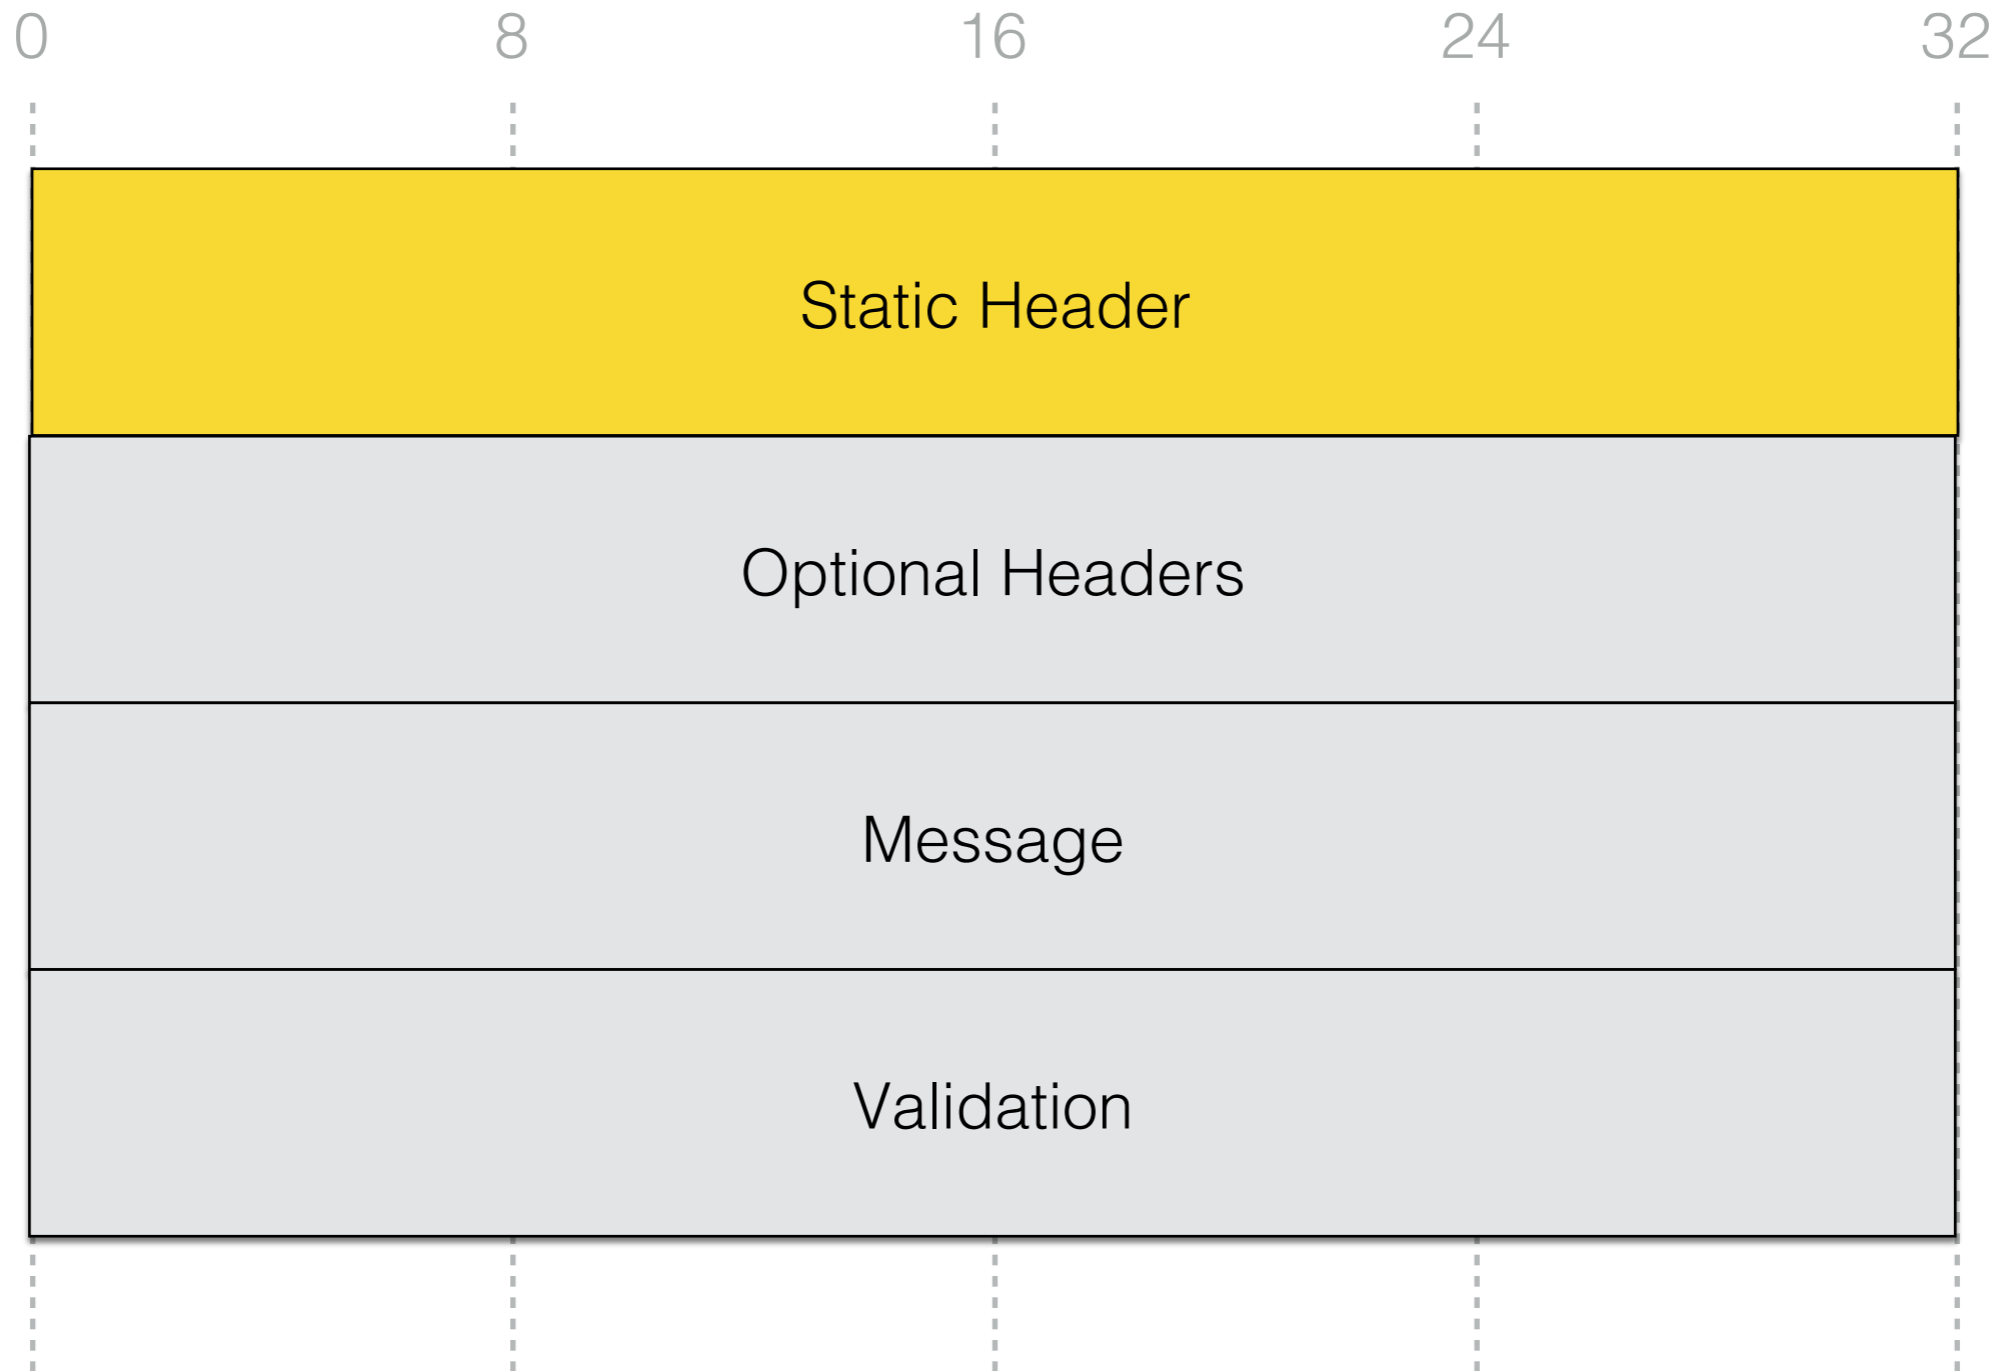 0 8 16 24 32
Static Header
Optional Headers
Message
Validation